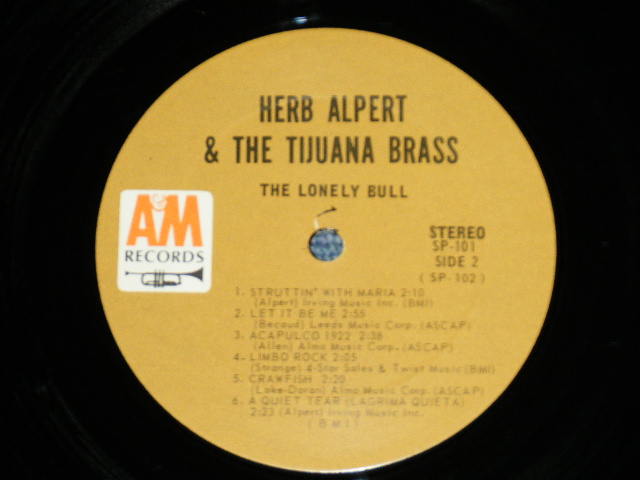 HERB ALPERT
& THE TIJUANA BRASS
THE LONELY BULL
A&M
RECORDS
STEREO
SP-101
SIDE 2
( SP-102 )
1. STRUTTIN' WITH MARIA 2:10
(Alpert) Irving Music Inc. (BMI)
2. LET IT BE ME 2:55
(Becaud) Leeds Music Corp. (ASCAP)
3. ACAPULCO 1922 2:38
(Allen) Almo Music Corp. (ASCAP)
4. LIMBO ROCK 2:05
(Strange) 4-Star Sales & Twist Music (BMI)
5. CRAWFISH 2:20
(Lake-Doran) Almo Music Corp. (ASCAP)
6. A QUIET TEAR (LAGRIMA QUIETA)
2:23 (Alpert) Irving Music Inc.
( B M I )